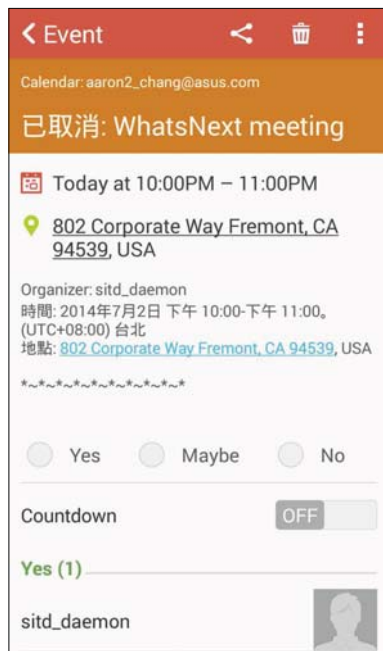 Event
Calendar: aaron2_chang@asus.com
已取消: WhatsNext meeting
Today at 10:00PM – 11:00PM
802 Corporate Way Fremont, CA
94539, USA
Organizer: sitd_daemon
時間: 2014年7月2日 下午 10:00-下午 11:00。
(UTC+08:00) 台北
地點: 802 Corporate Way Fremont, CA 94539, USA
*~*~*~*~*~*~*~*~*~*
Yes Maybe No
Countdown OFF
Yes (1)
sitd_daemon